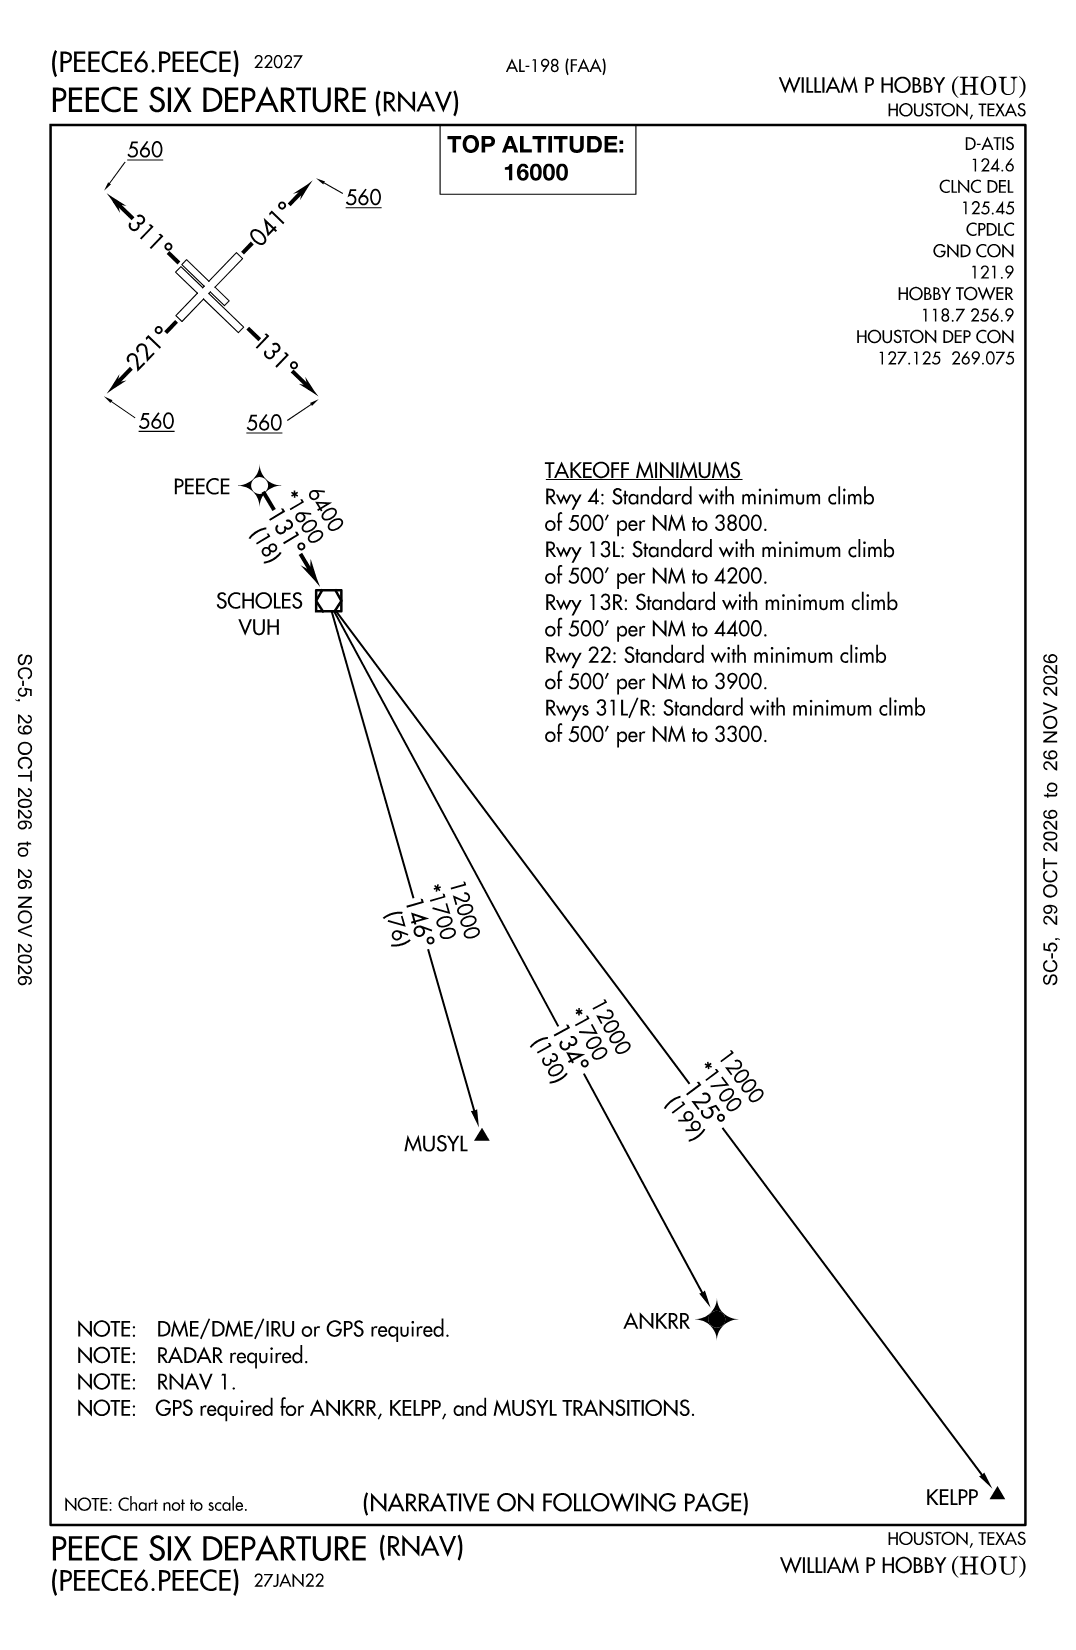 (PEECE6.PEECE) 22027
AL-198 (FAA)
PEECE SIX DEPARTURE (RNAV)
WILLIAM P HOBBY (HOU)
HOUSTON, TEXAS
TOP ALTITUDE:
16000
D-ATIS
124.6
CLNC DEL
125.45
CPDLC
GND CON
121.9
HOBBY TOWER
118.7 256.9
HOUSTON DEP CON
127.125 269.075
560
560
311°
041°
221°
131°
560
560
PEECE
6400
*1600
131°
(18)
SCHOLES
VUH
TAKEOFF MINIMUMS
Rwy 4: Standard with minimum climb
of 500’ per NM to 3800.
Rwy 13L: Standard with minimum climb
of 500’ per NM to 4200.
Rwy 13R: Standard with minimum climb
of 500’ per NM to 4400.
Rwy 22: Standard with minimum climb
of 500’ per NM to 3900.
Rwys 31L/R: Standard with minimum climb
of 500’ per NM to 3300.
SC-5, 29 OCT 2026 to 26 NOV 2026
SC-5, 29 OCT 2026 to 26 NOV 2026
12000
*1700
146°
(76)
12000
*1700
134°
(130)
12000
*1700
125°
(199)
MUSYL
ANKRR
KELPP
NOTE: DME/DME/IRU or GPS required.
NOTE: RADAR required.
NOTE: RNAV 1.
NOTE: GPS required for ANKRR, KELPP, and MUSYL TRANSITIONS.
NOTE: Chart not to scale.
(NARRATIVE ON FOLLOWING PAGE)
PEECE SIX DEPARTURE (RNAV)
(PEECE6.PEECE) 27JAN22
HOUSTON, TEXAS
WILLIAM P HOBBY (HOU)